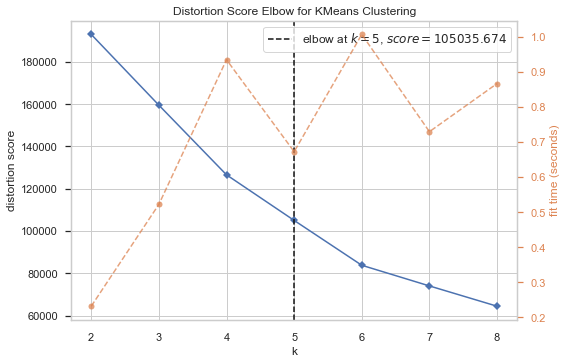 Distortion Score Elbow for KMeans Clustering
elbow at k = 5, score = 105035.674
distortion score
180000
160000
140000
120000
100000
80000
60000
1.0
0.9
0.8
0.7
0.6
0.5
0.4
0.3
0.2
fit time (seconds)
2 3 4 5 6 7 8
k